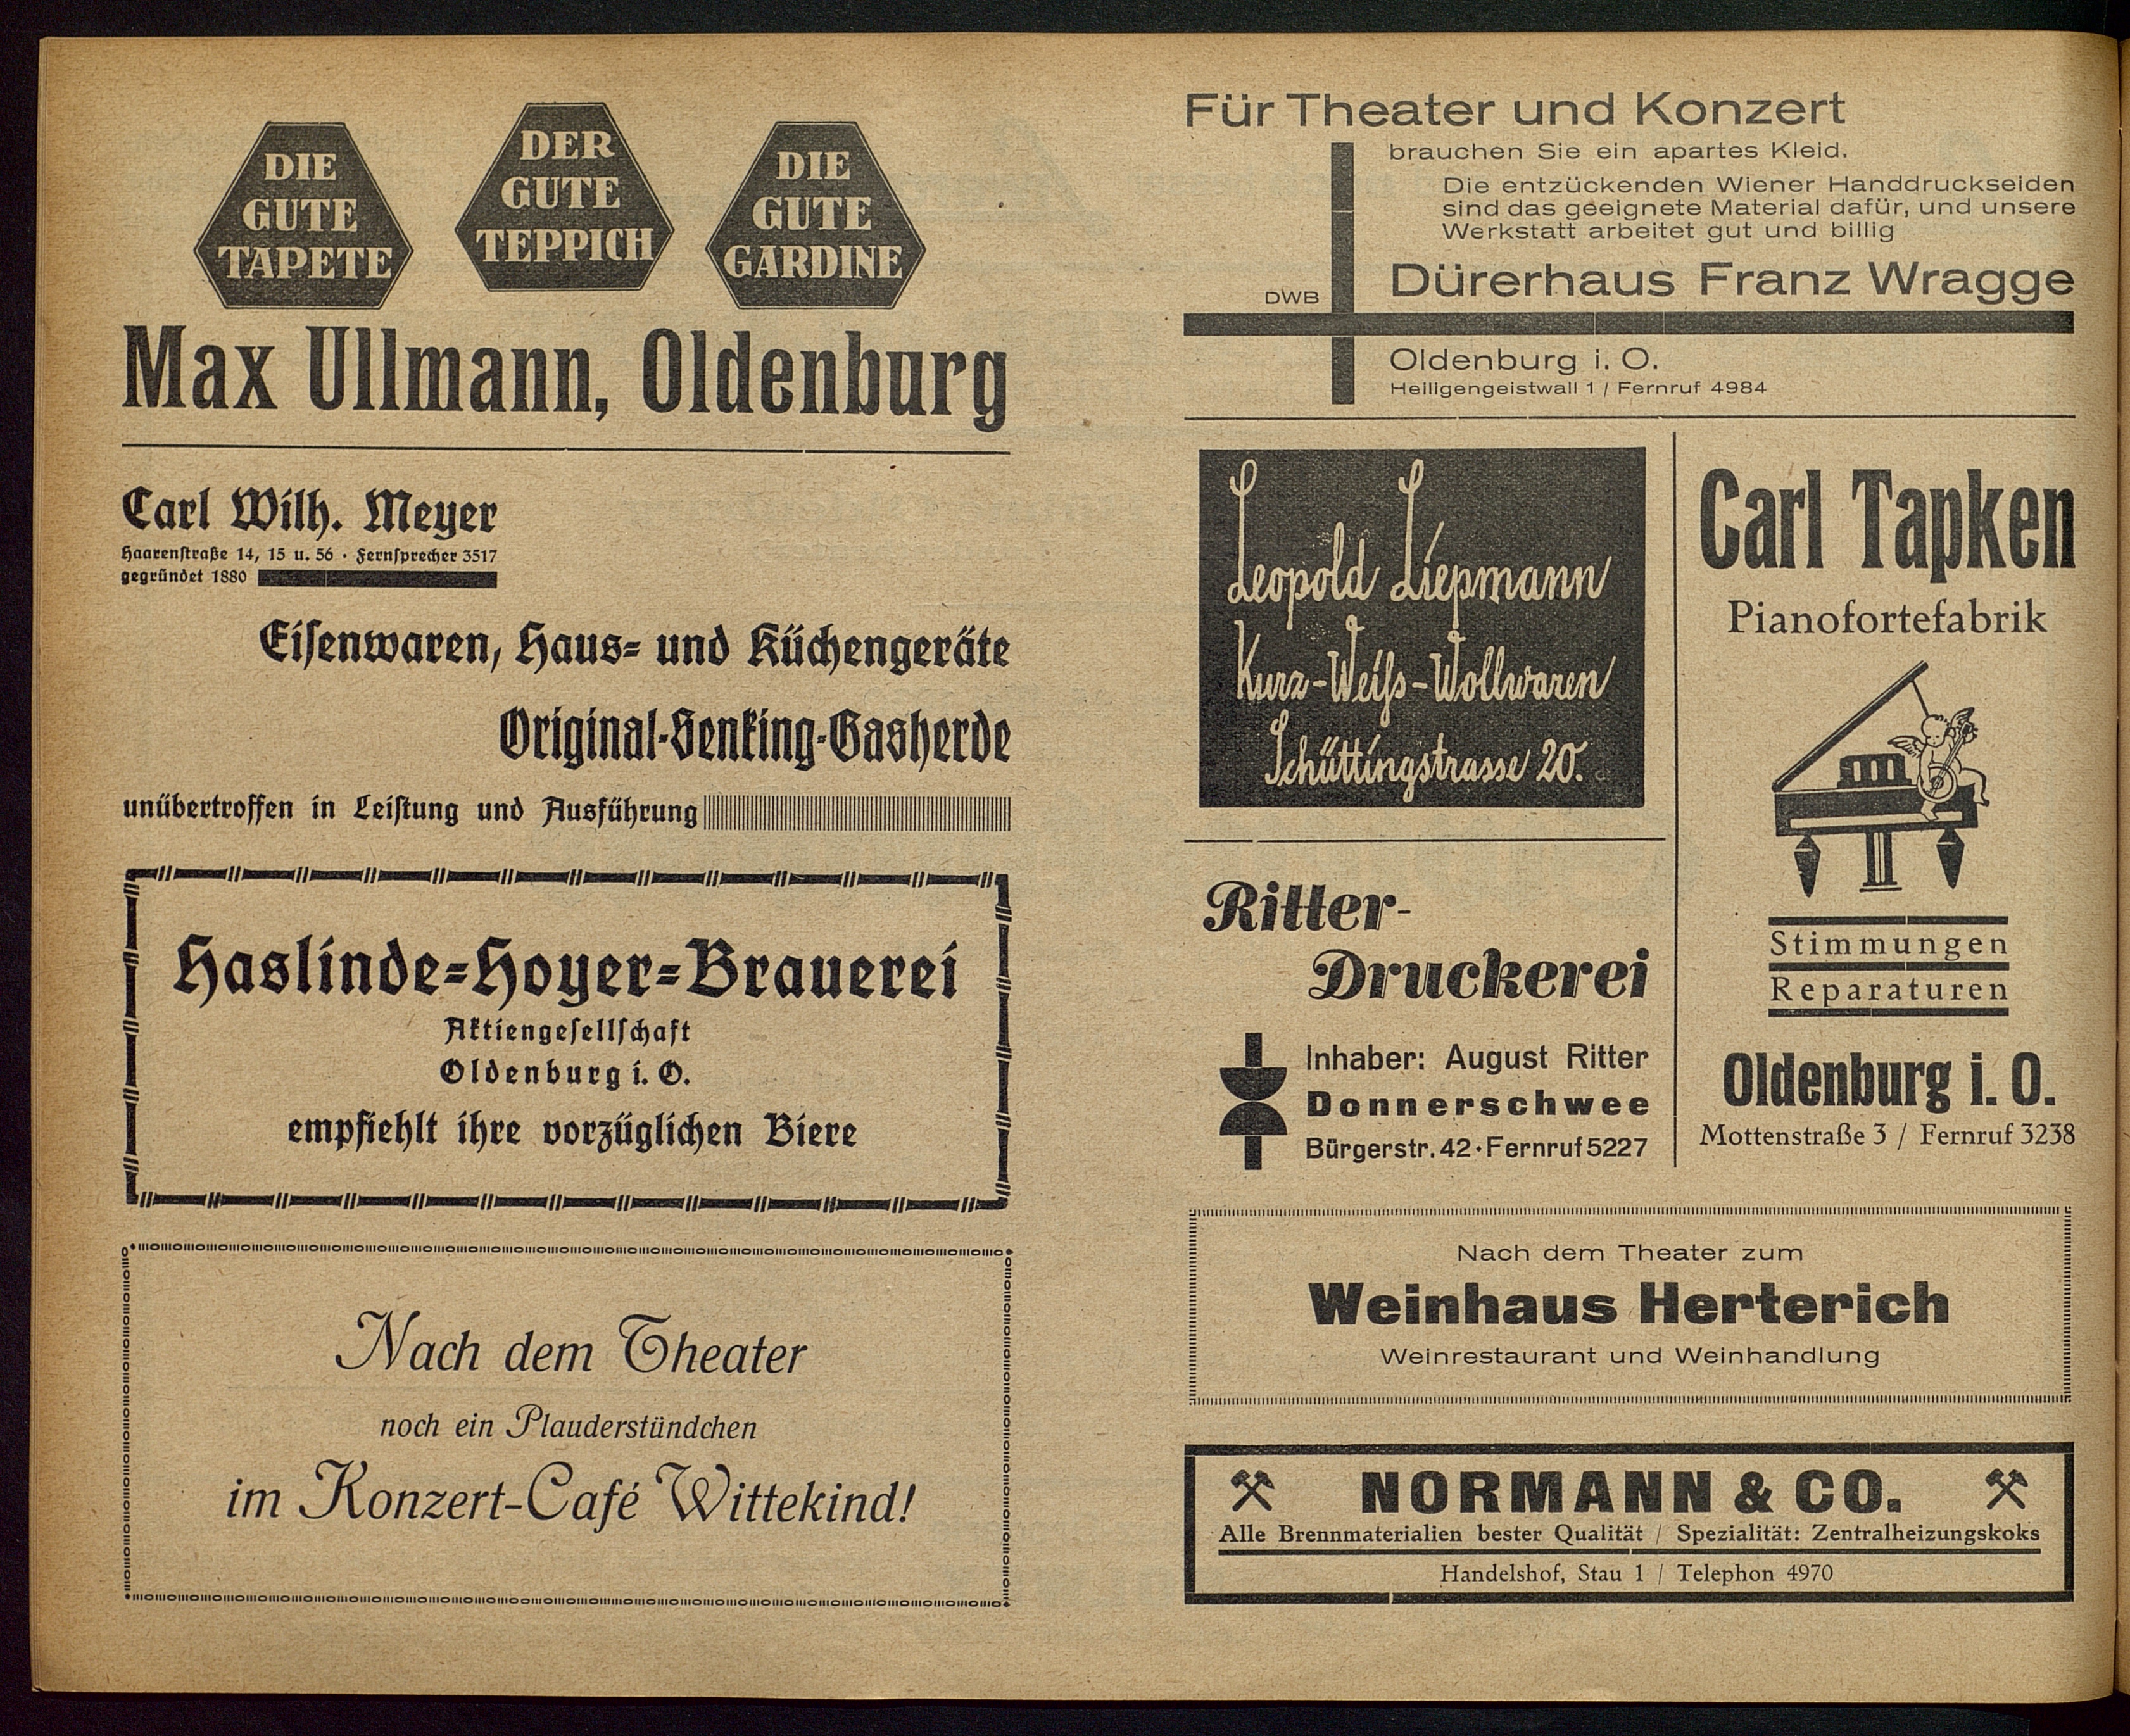 DIE
GUTE
TAPETE
DER
GUTE
TEPPICH
DIE
GUTE
GARDINE
Max Ullmann, Oldenburg
Carl Wilh. Meyer
Haarenstraße 14, 15 u. 56 · Fernsprecher 3517
gegründet 1880
Eisenwaren, Haus- und Küchengeräte
Original-Senking-Gasherde
unübertroffen in Leistung und Ausführung
Haslinde-Hoyer-Brauerei
Aktiengesellschaft
Oldenburg i. O.
empfiehlt ihre vorzüglichen Biere
Nach dem Theater
noch ein Plauderstündchen
im Konzert-Café Wittekind!
Für Theater und Konzert
brauchen Sie ein apartes Kleid.
Die entzückenden Wiener Handdruckseiden
sind das geeignete Material dafür, und unsere
Werkstatt arbeitet gut und billig
DWB Dürerhaus Franz Wragge
Oldenburg i. O.
Heiligengeistwall 1 / Fernruf 4984
Leopold Liepmann
Kurz-Weiß-Wollwaren
Schüttingstrasse 20.
Ritter-
Druckerei
Inhaber: August Ritter
Donnerschwee
Bürgerstr. 42 · Fernruf 5227
Carl Tapken
Pianofortefabrik
Stimmungen
Reparaturen
Oldenburg i. O.
Mottenstraße 3 / Fernruf 3238
Nach dem Theater zum
Weinhaus Herterich
Weinrestaurant und Weinhandlung
NORMANN & CO.
Alle Brennmaterialien bester Qualität / Spezialität: Zentralheizungskoks
Handelshof, Stau 1 / Telephon 4970